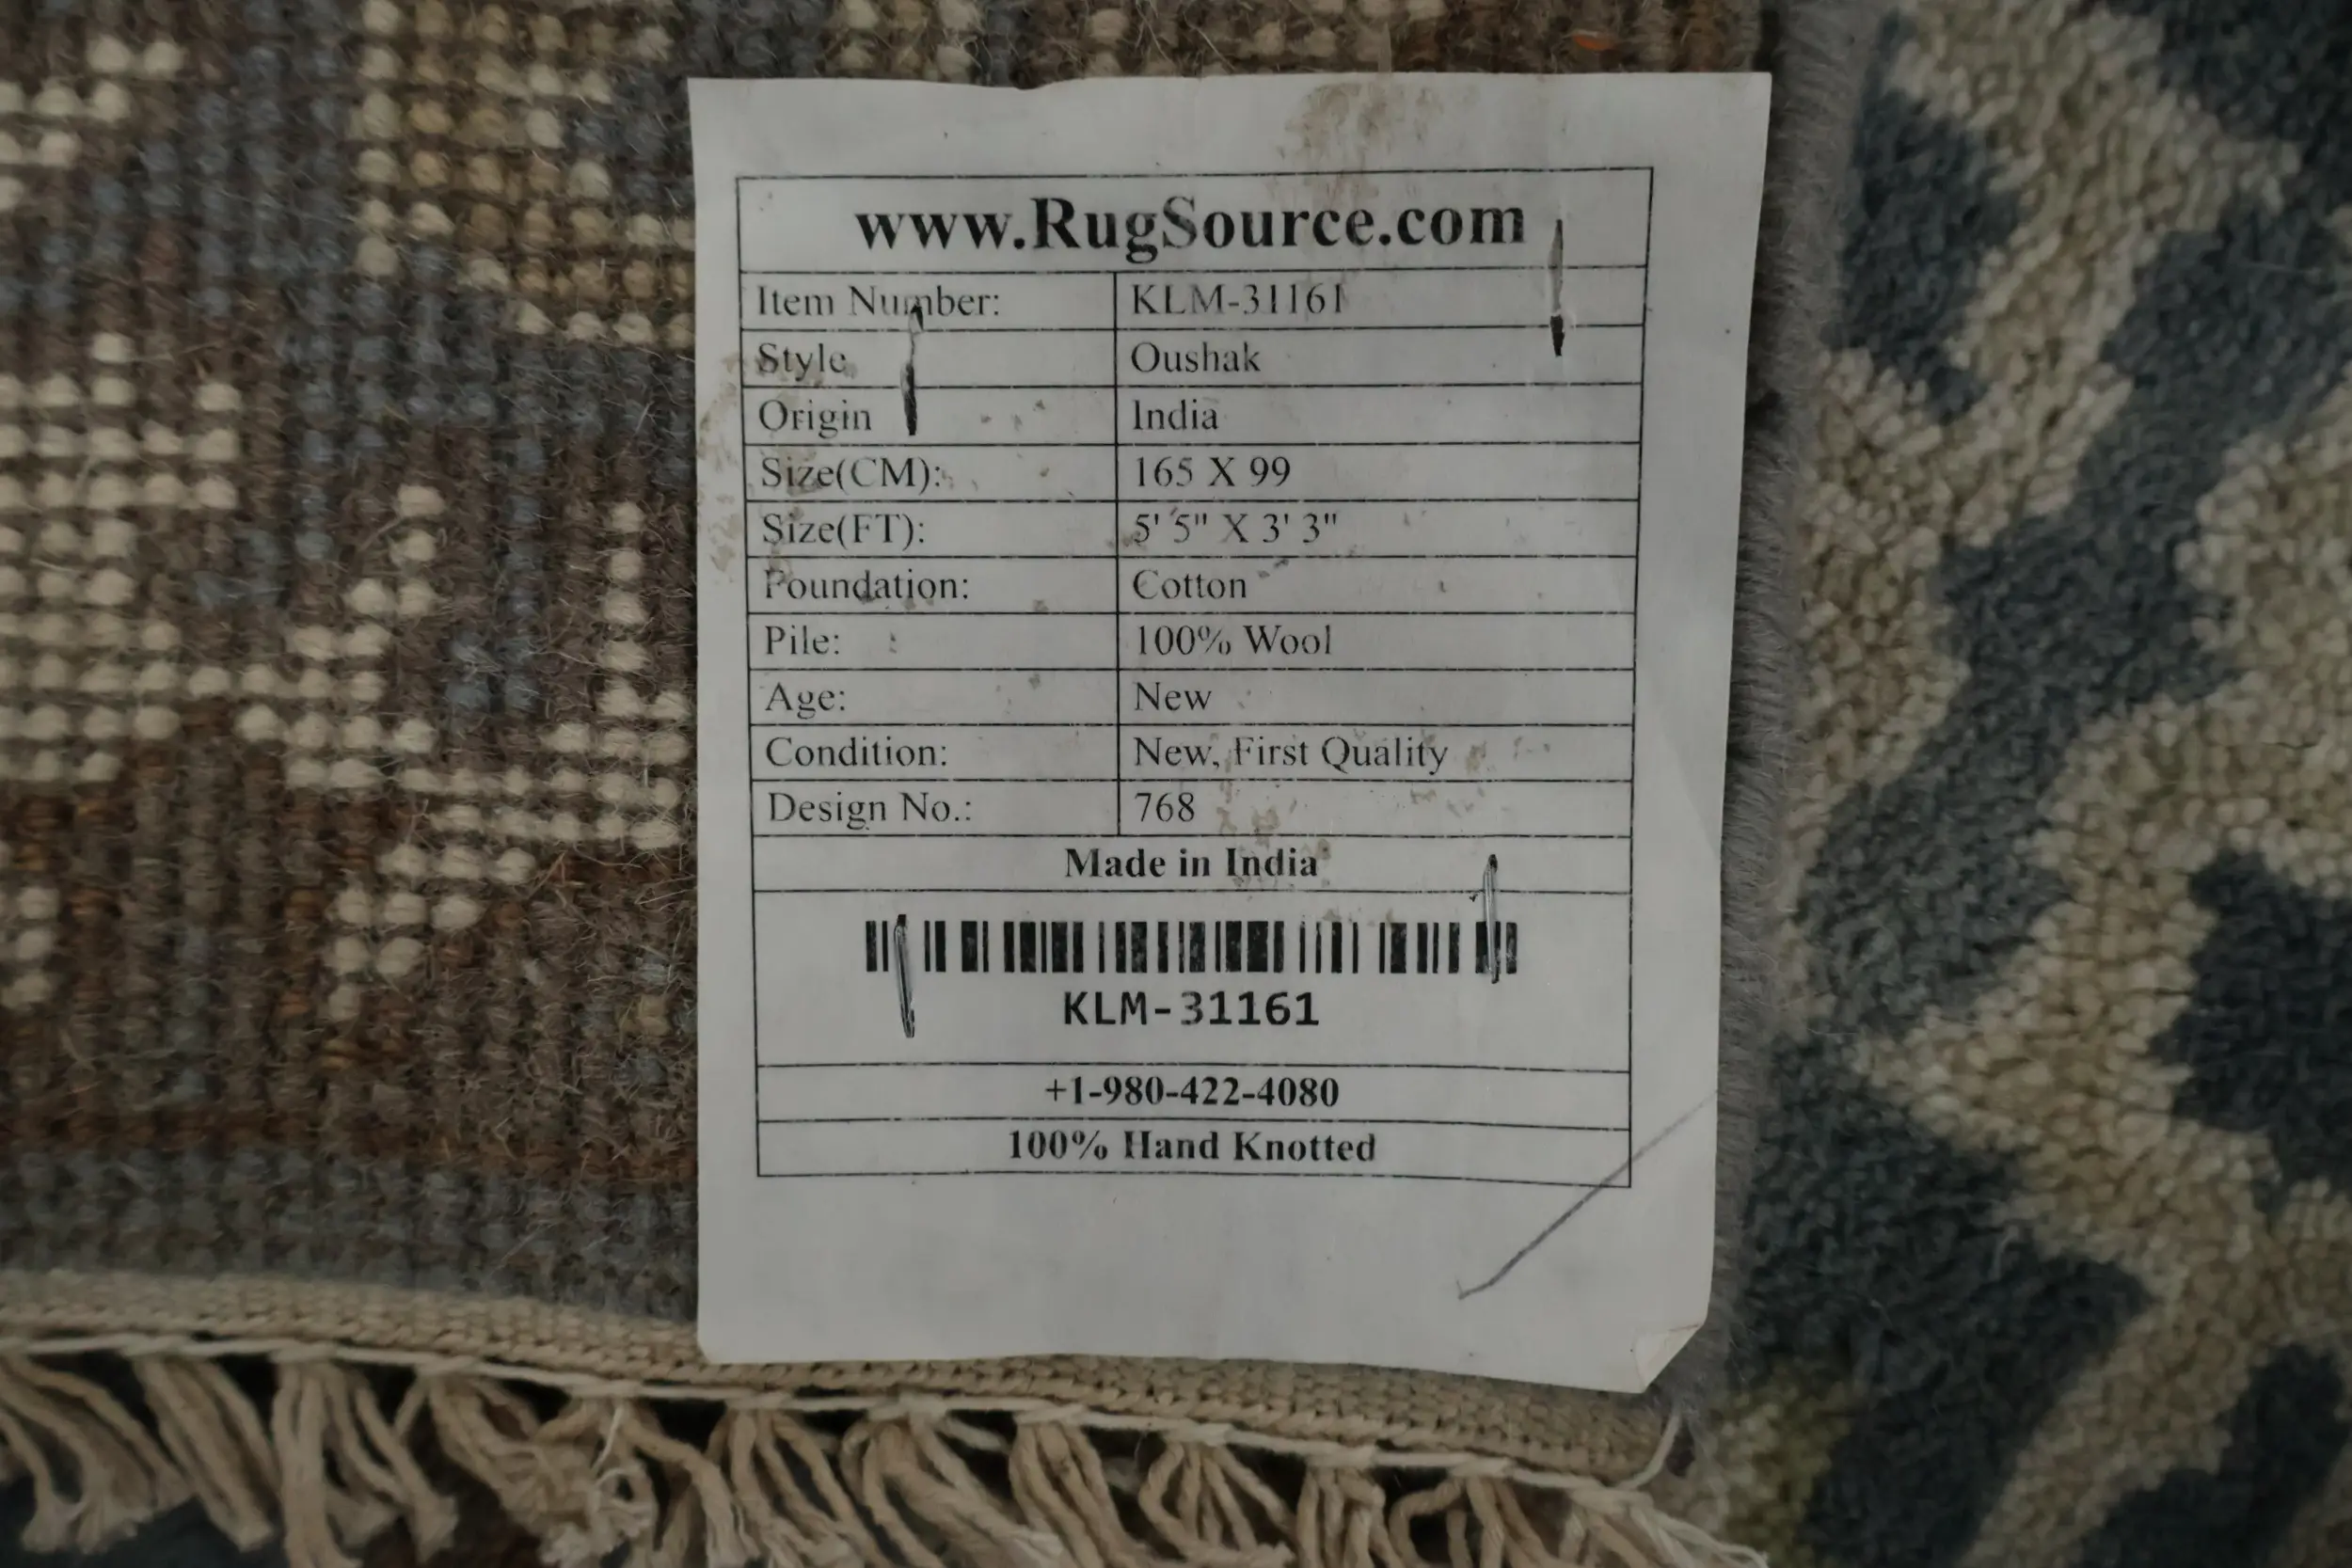 www.RugSource.com
Item Number: KLM-31161
Style Oushak
Origin India
Size(CM): 165 X 99
Size(FT): 5' 5" X 3' 3"
Foundation: Cotton
Pile: 100% Wool
Age: New
Condition: New, First Quality
Design No.: 768
Made in India
KLM-31161
+1-980-422-4080
100% Hand Knotted